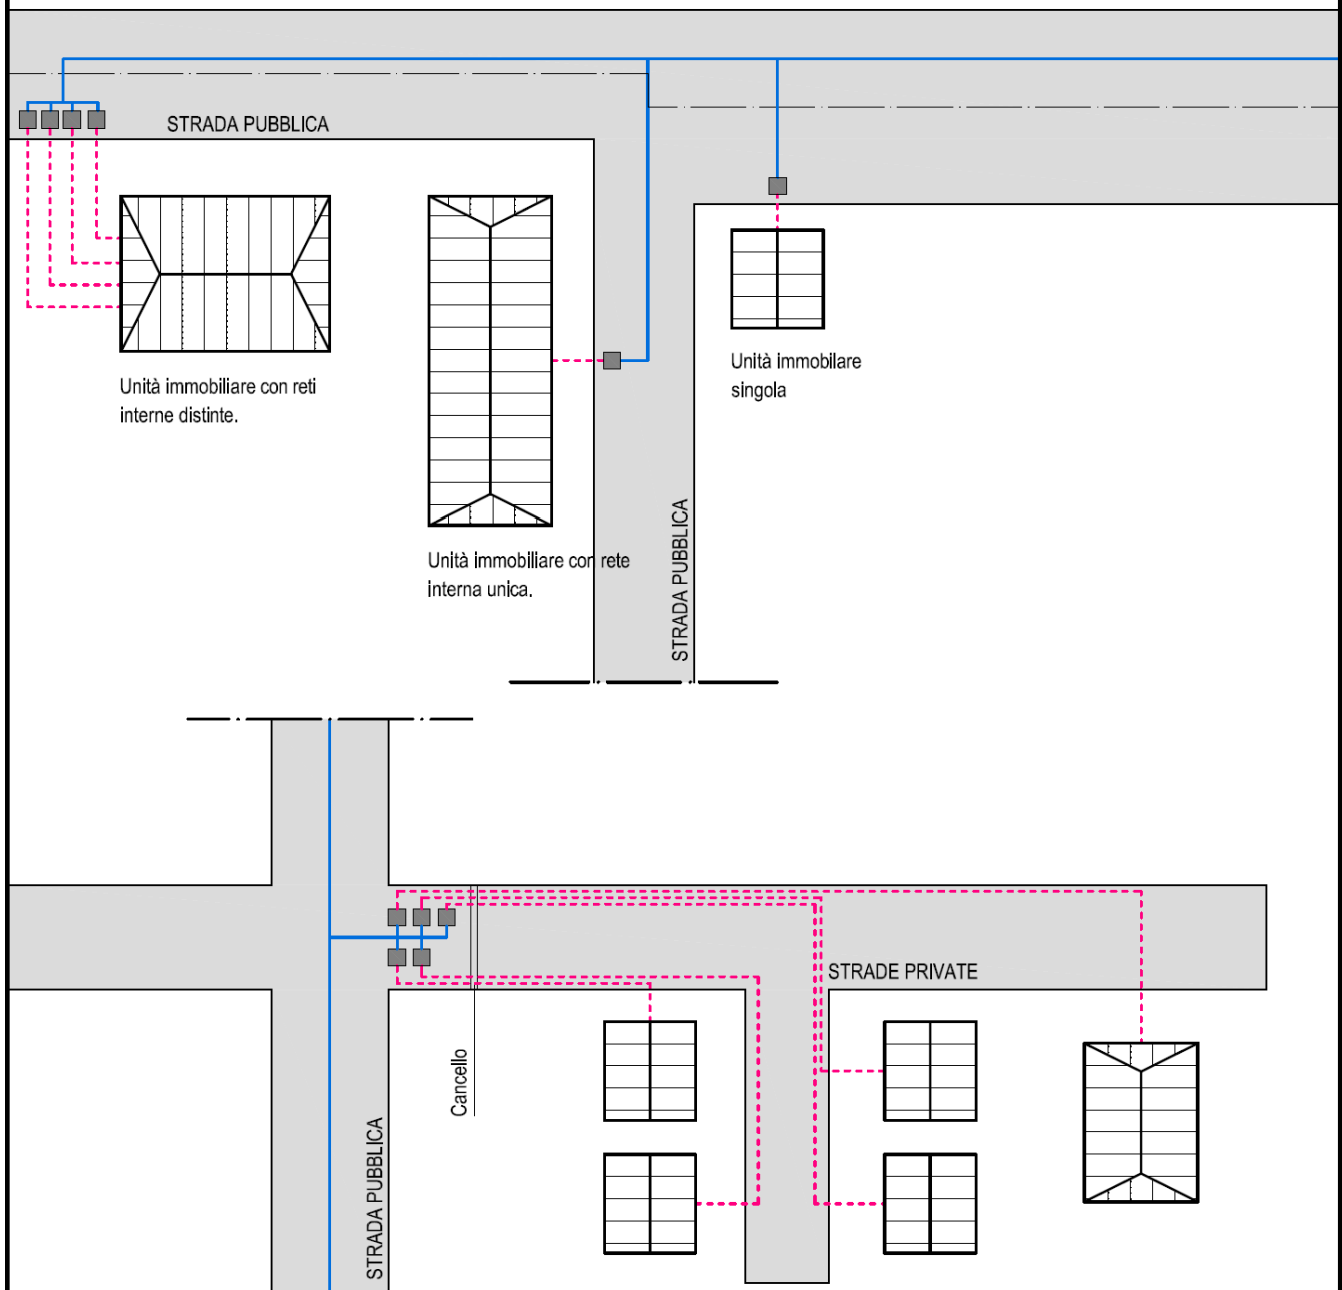 STRADA PUBBLICA
Unità immobiliare con reti
interne distinte.
Unità immobilare
singola
Unità immobiliare con rete
interna unica.
STRADA PUBBLICA
STRADE PRIVATE
Cancello
STRADA PUBBLICA